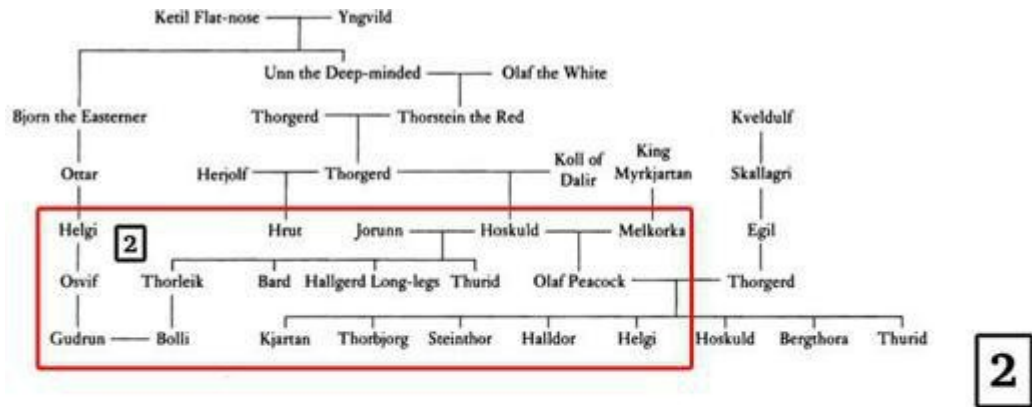 Ketil Flat-nose Yngvild
Unn the Deep-minded Olaf the White
Bjorn the Easterner Thorgerd Thorstein the Red Kveldulf
Ottar Herjolf Thorgerd Koll of Dalir King Myrkjartan Skallagri
Helgi 2 Hrut Jorunn Hoskuld Melkorka Egil
Osvif Thorleik Bard Hallgerd Long-legs Thurid Olaf Peacock Thorgerd
Gudrun Bolli Kjartan Thorbjorg Steinthor Halldor Helgi Hoskuld Bergthora Thurid
2